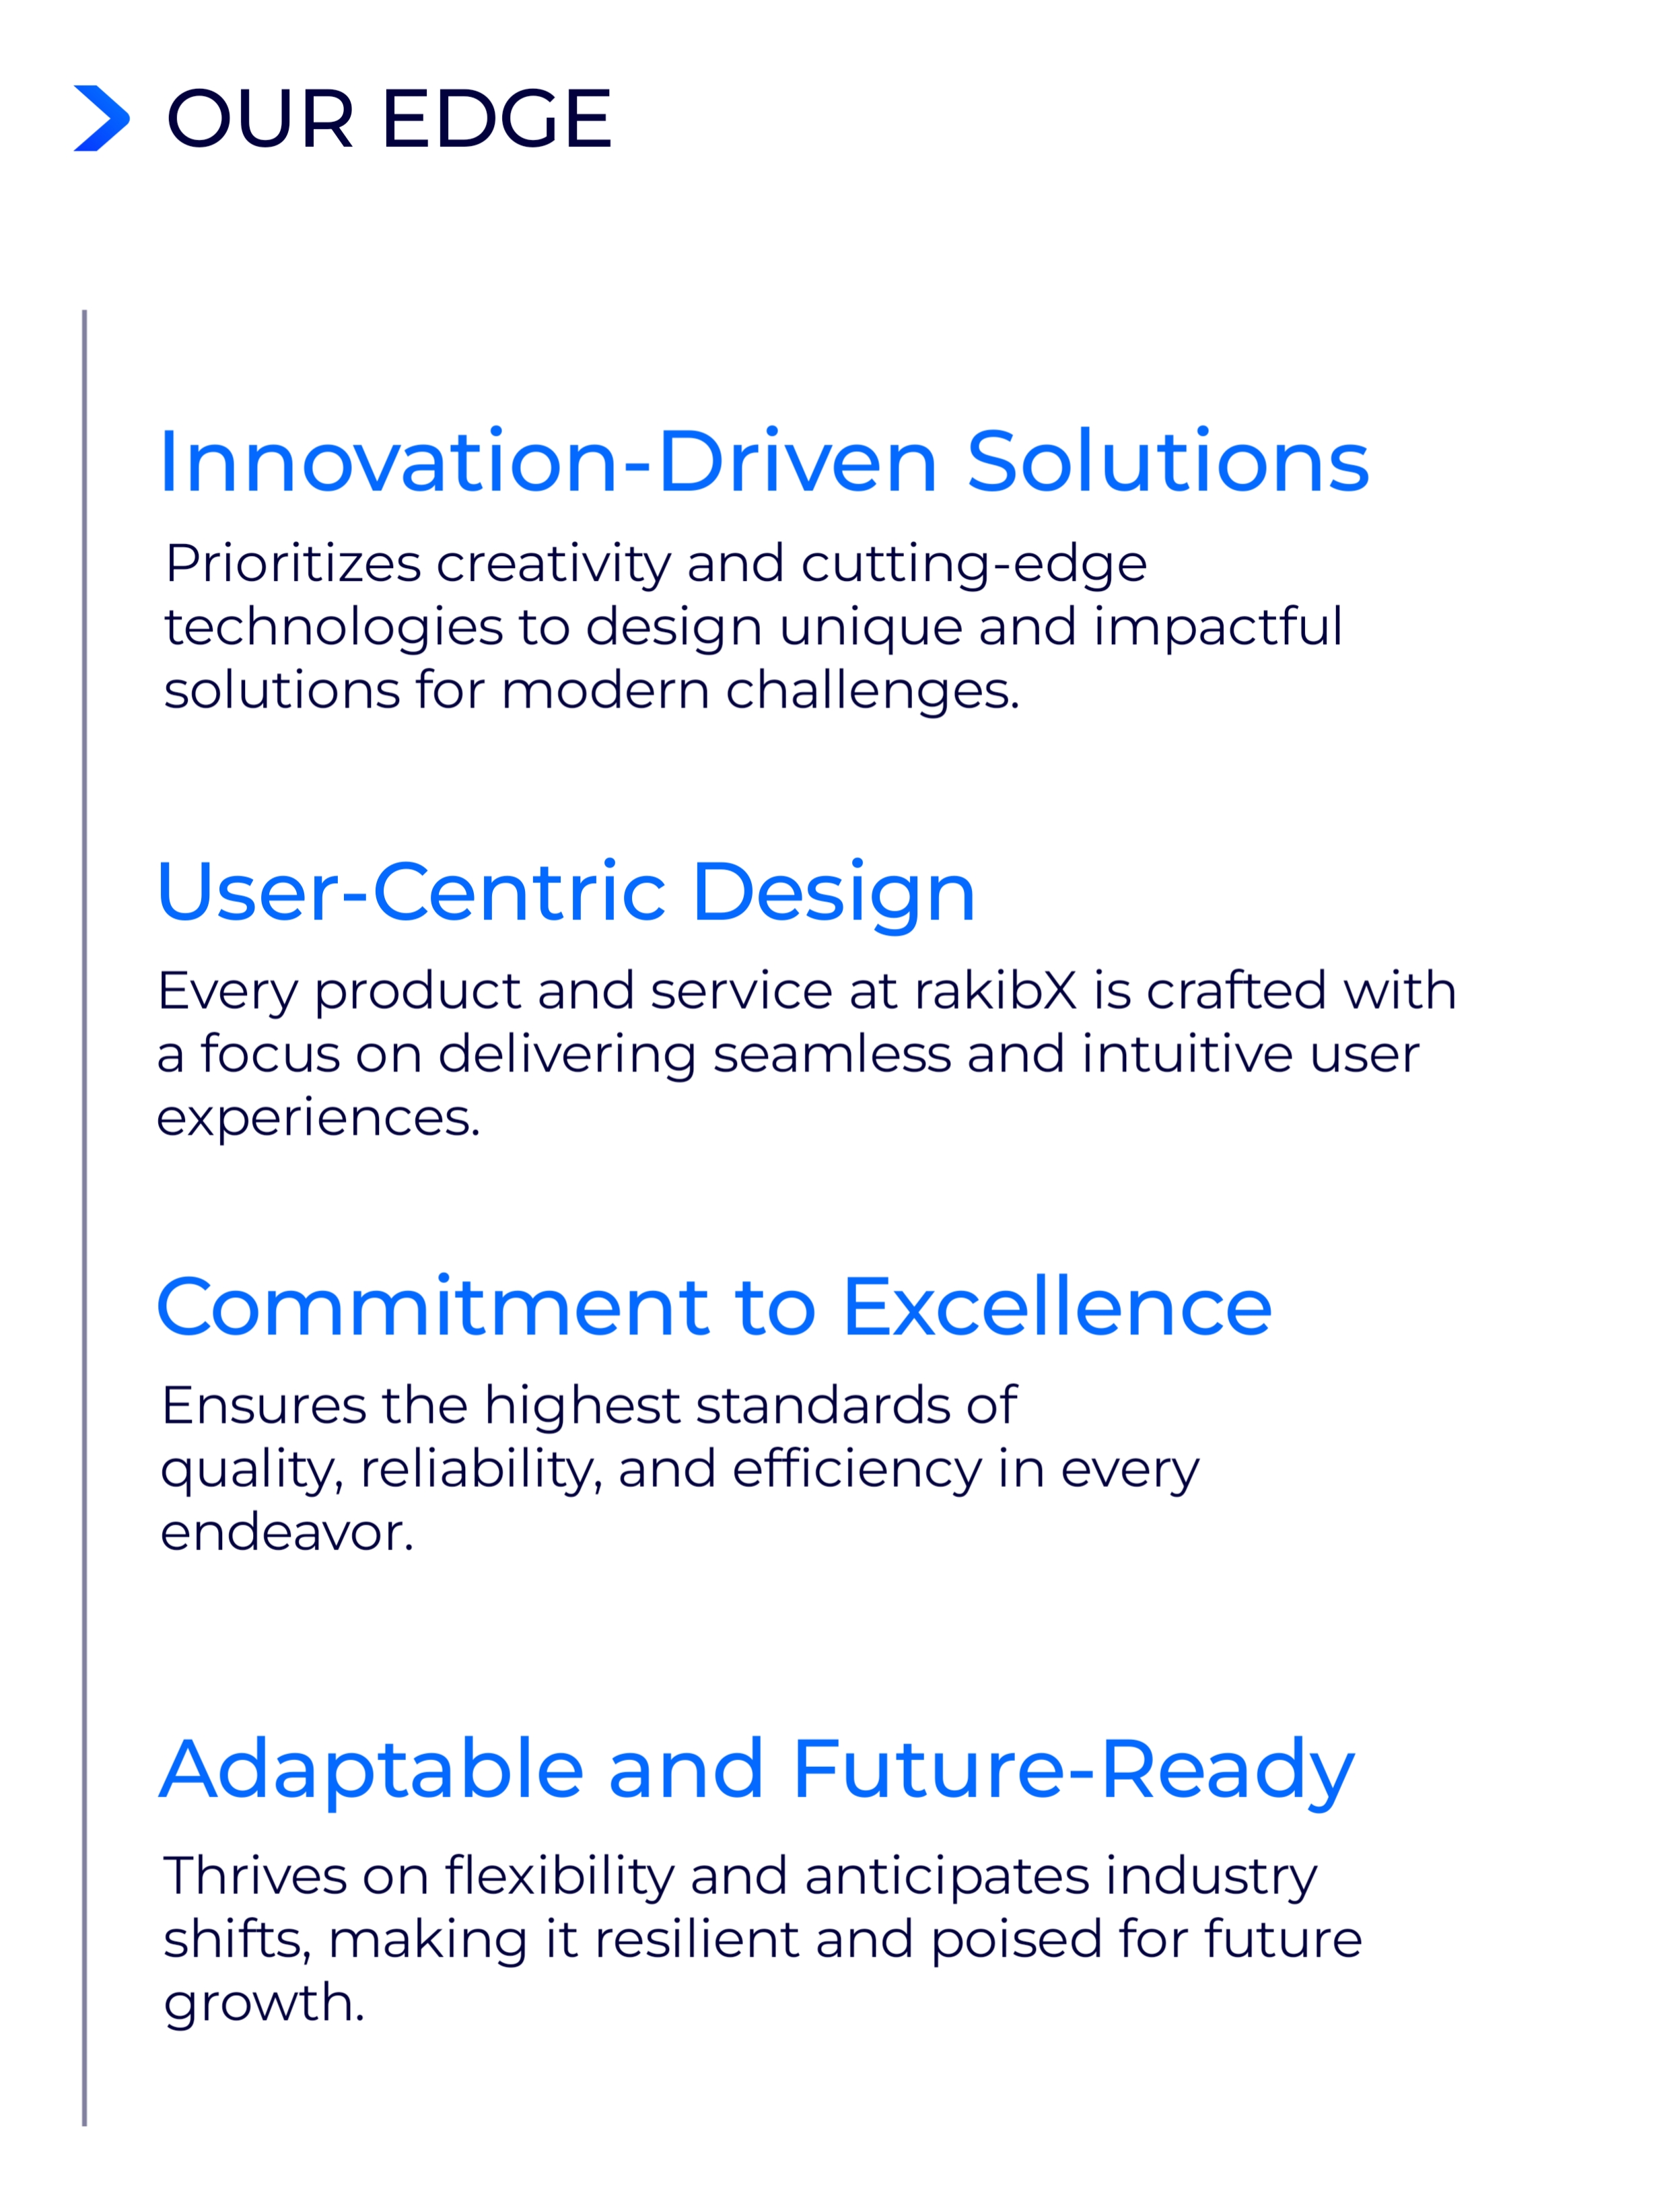 OUR EDGE
Innovation-Driven Solutions
Prioritizes creativity and cutting-edge
technologies to design unique and impactful
solutions for modern challenges.
User-Centric Design
Every product and service at rakibX is crafted with
a focus on delivering seamless and intuitive user
experiences.
Commitment to Excellence
Ensures the highest standards of
quality, reliability, and efficiency in every
endeavor.
Adaptable and Future-Ready
Thrives on flexibility and anticipates industry
shifts, making it resilient and poised for future
growth.